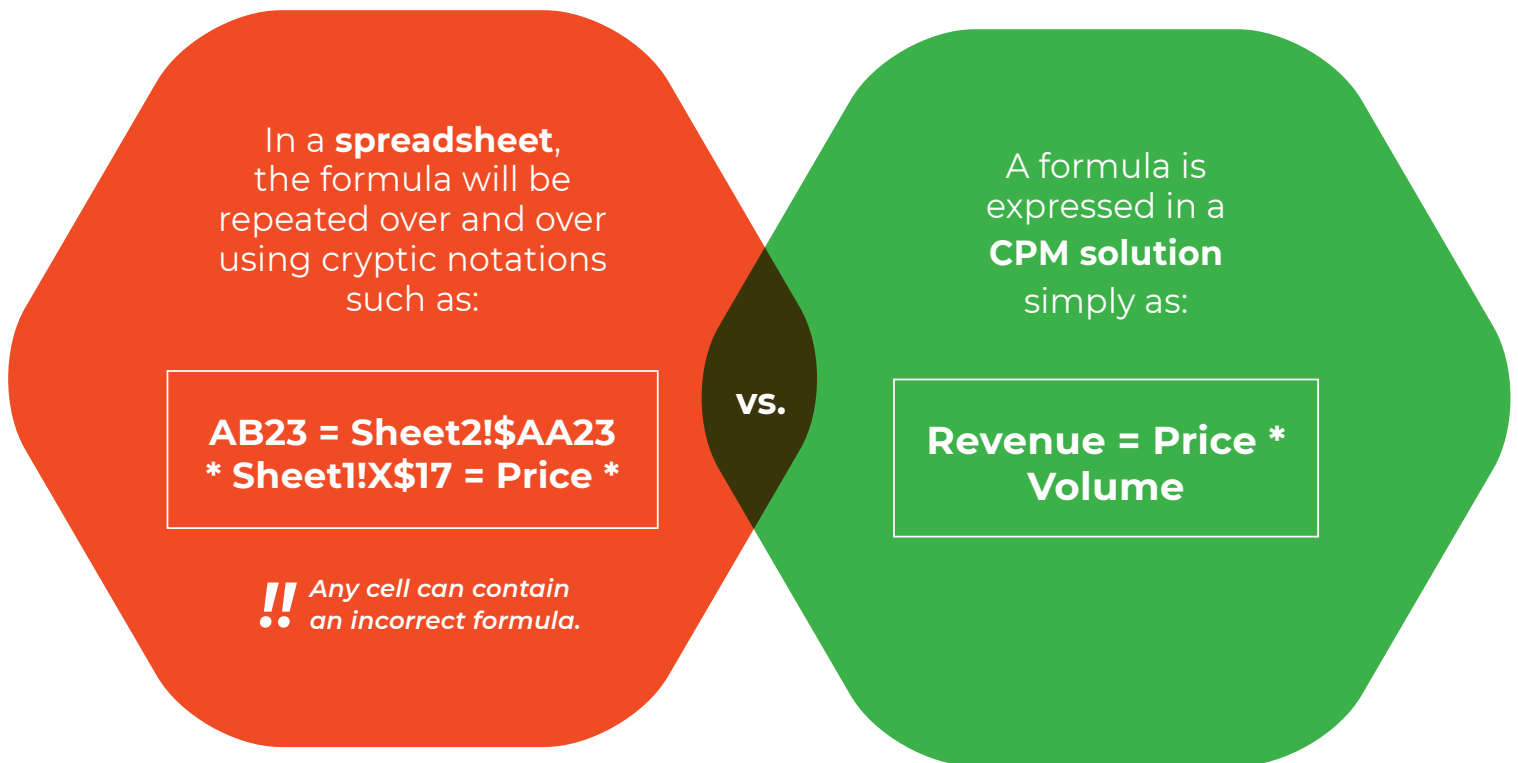 In a spreadsheet,
the formula will be
repeated over and over
using cryptic notations
such as:
AB23 = Sheet2!$AA23
* Sheet1!X$17 = Price *
!! Any cell can contain
an incorrect formula.
vs.
A formula is
expressed in a
CPM solution
simply as:
Revenue = Price *
Volume